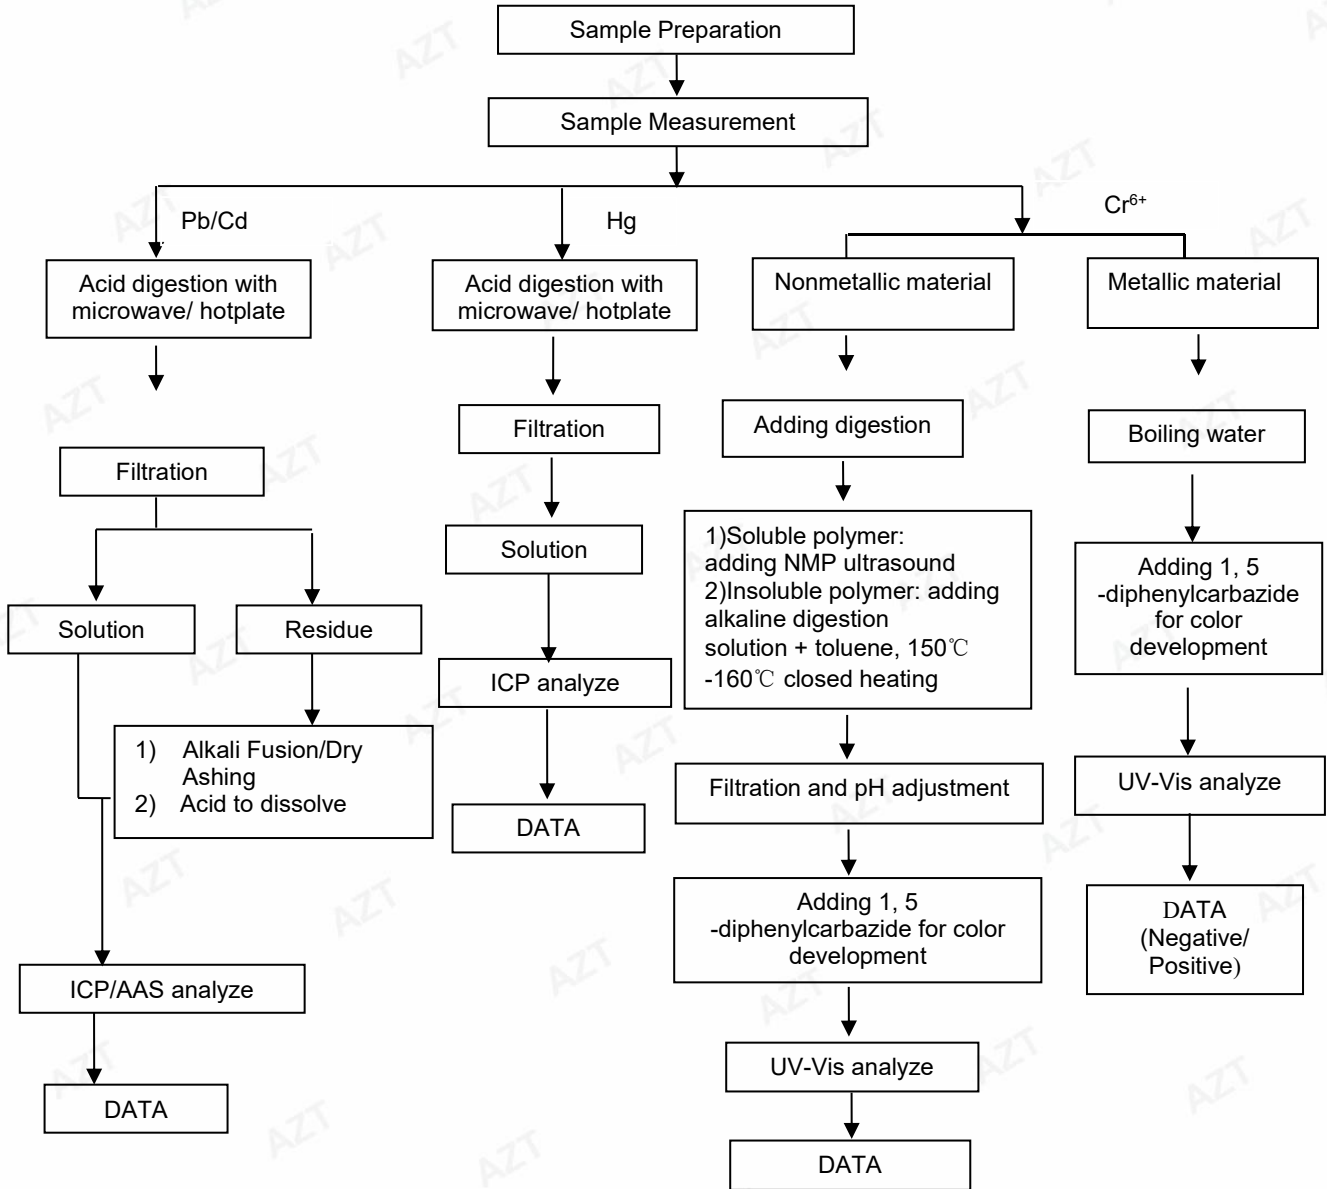 Sample Preparation
Sample Measurement
Pb/Cd
Hg
Cr⁶⁺
Acid digestion with
microwave/ hotplate
Acid digestion with
microwave/ hotplate
Nonmetallic material
Metallic material
Filtration
Filtration
Adding digestion
Boiling water
Solution
Residue
Solution
1)Soluble polymer:
adding NMP ultrasound
2)Insoluble polymer: adding
alkaline digestion
solution + toluene, 150℃
-160℃ closed heating
Adding 1, 5
-diphenylcarbazide
for color
development
1) Alkali Fusion/Dry
Ashing
2) Acid to dissolve
ICP analyze
Filtration and pH adjustment
UV-Vis analyze
DATA
Adding 1, 5
-diphenylcarbazide for color
development
DATA
(Negative/
Positive)
ICP/AAS analyze
UV-Vis analyze
DATA
DATA
AZT